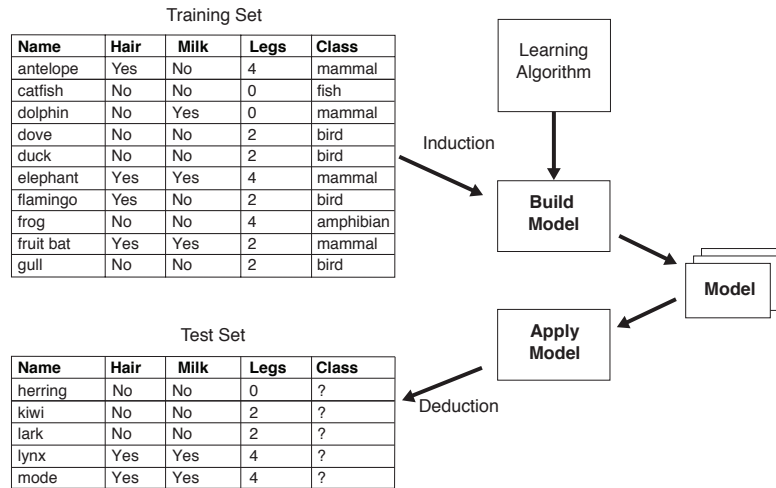 Training Set
Name Hair Milk Legs Class
antelope Yes No 4 mammal
catfish No No 0 fish
dolphin No Yes 0 mammal
dove No No 2 bird
duck No No 2 bird
elephant Yes Yes 4 mammal
flamingo Yes No 2 bird
frog No No 4 amphibian
fruit bat Yes Yes 2 mammal
gull No No 2 bird
Learning
Algorithm
Induction
Build
Model
Model
Apply
Model
Deduction
Test Set
Name Hair Milk Legs Class
herring No No 0 ?
kiwi No No 2 ?
lark No No 2 ?
lynx Yes Yes 4 ?
mode Yes Yes 4 ?